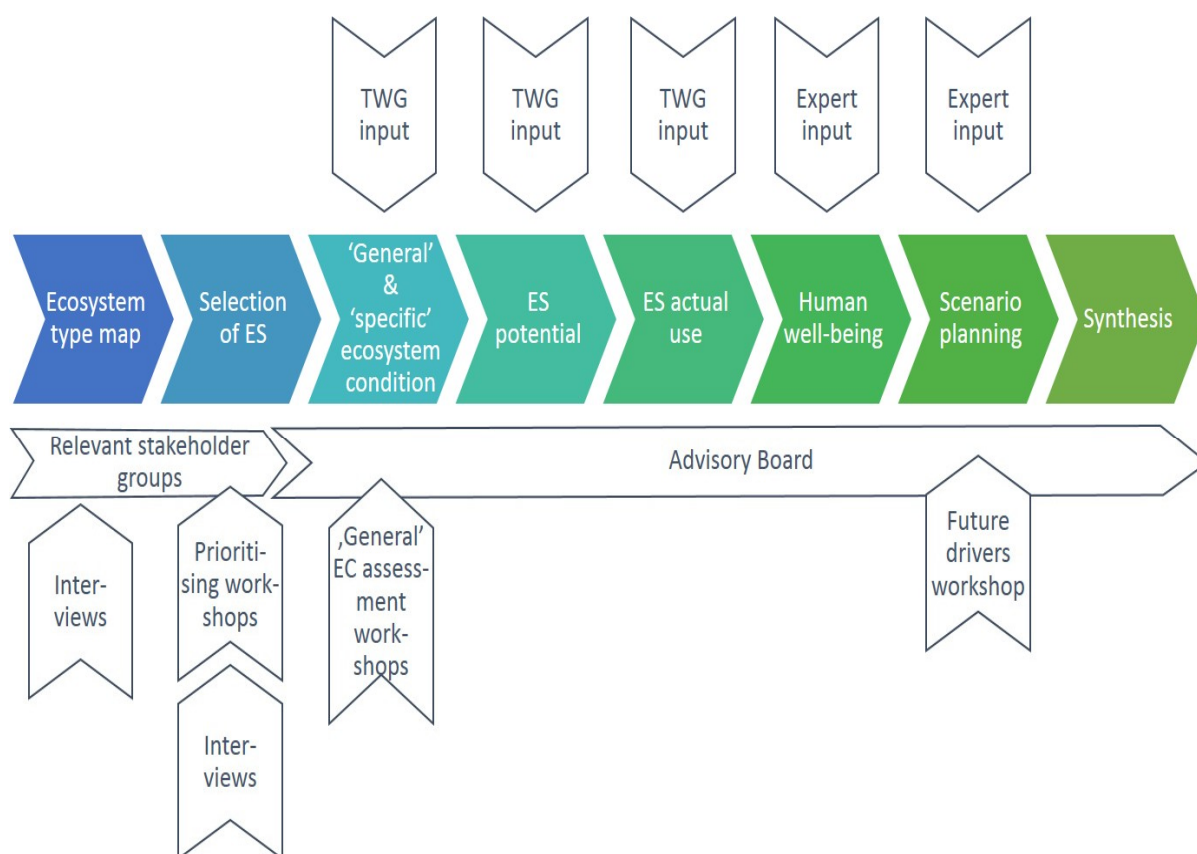 TWG
input
TWG
input
TWG
input
Expert
input
Expert
input
Ecosystem
type map
Selection
of ES
‘General’
&
‘specific’
ecosystem
condition
ES
potential
ES actual
use
Human
well-being
Scenario
planning
Synthesis
Relevant stakeholder
groups
Advisory Board
Inter-
views
Prioriti-
sing work-
shops
Inter-
views
‚General’
EC assess-
ment
work-
shops
Future
drivers
workshop